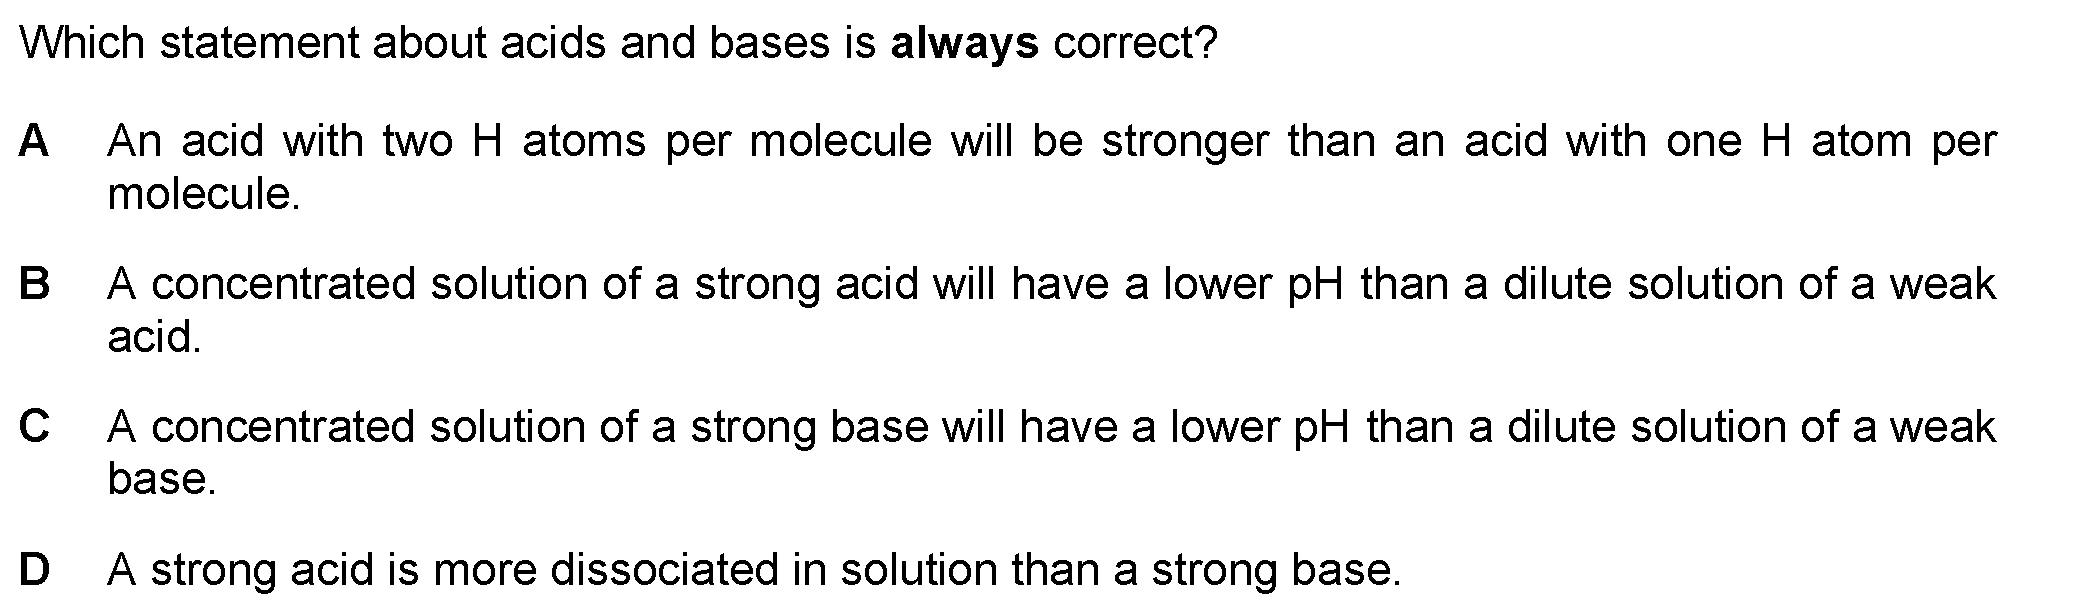 Which statement about acids and bases is always correct?
A An acid with two H atoms per molecule will be stronger than an acid with one H atom per
molecule.
B A concentrated solution of a strong acid will have a lower pH than a dilute solution of a weak
acid.
C A concentrated solution of a strong base will have a lower pH than a dilute solution of a weak
base.
D A strong acid is more dissociated in solution than a strong base.